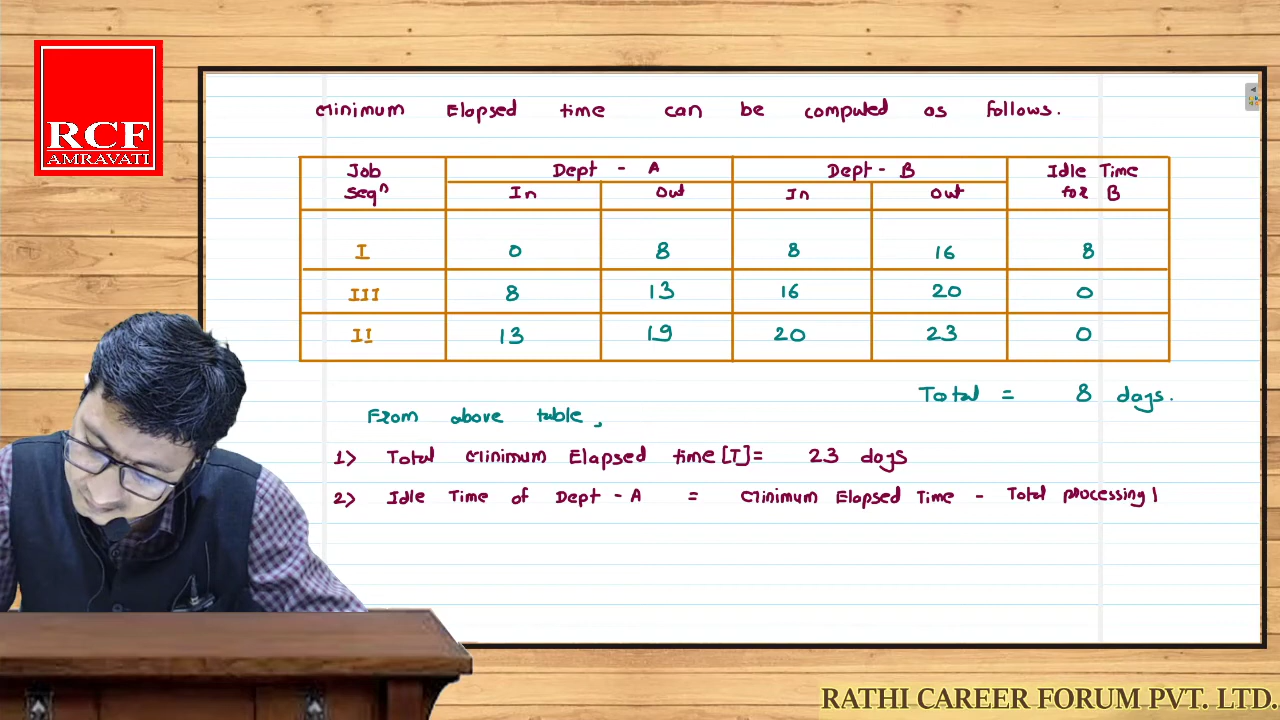 RCF
AMRAVATI
Minimum Elapsed time can be computed as follows.
Job Seqⁿ Dept - A Dept - B Idle Time for B
In Out In Out
I 0 8 8 16 8
III 8 13 16 20 0
II 13 19 20 23 0
Total = 8 days.
From above table,
1> Total Minimum Elapsed time [T] = 23 days
2> Idle Time of Dept - A = Minimum Elapsed Time - Total processing
RATHI CAREER FORUM PVT. LTD.